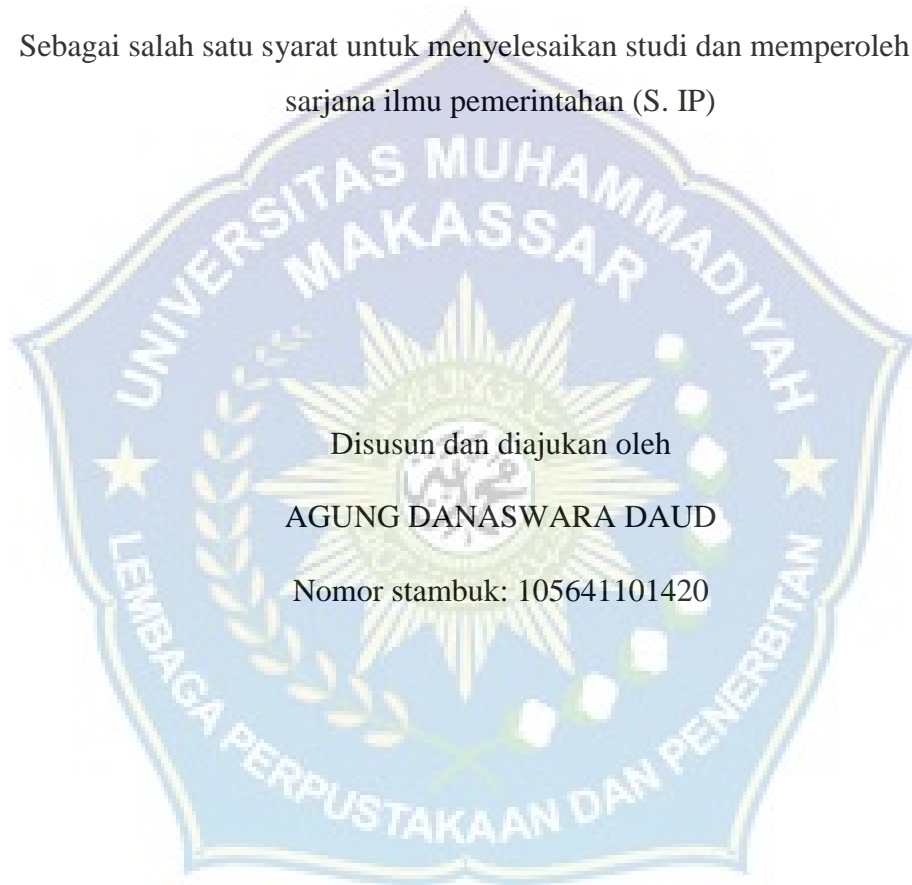 Sebagai salah satu syarat untuk menyelesaikan studi dan memperoleh
sarjana ilmu pemerintahan (S. IP)
UNIVERSITAS MUHAMMADIYAH
MAKASSAR
Disusun dan diajukan oleh
AGUNG DANASWARA DAUD
Nomor stambuk: 105641101420
LEMBAGA PERPUSTAKAAN DAN PENERBITAN